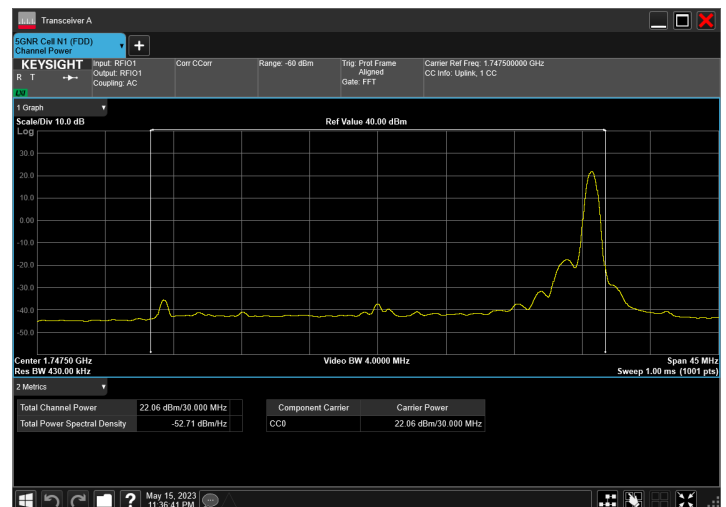 Transceiver A
5GNR Cell N1 (FDD)
Channel Power
KEYSIGHT
R T
LXI
Input: RFIO1
Output: RFIO1
Coupling: AC
Corr CCorr
Range: -60 dBm
Trig: Prot Frame
Aligned
Gate: FFT
Carrier Ref Freq: 1.747500000 GHz
CC Info: Uplink, 1 CC
1 Graph
Scale/Div 10.0 dB
Ref Value 40.00 dBm
Log
30.0
20.0
10.0
0.00
-10.0
-20.0
-30.0
-40.0
-50.0
Center 1.74750 GHz
Video BW 4.0000 MHz
Span 45 MHz
Res BW 430.00 kHz
Sweep 1.00 ms (1001 pts)
2 Metrics
Total Channel Power 22.06 dBm/30.000 MHz
Total Power Spectral Density -52.71 dBm/Hz
Component Carrier Carrier Power
CC0 22.06 dBm/30.000 MHz
?
May 15, 2023
11:36:41 PM